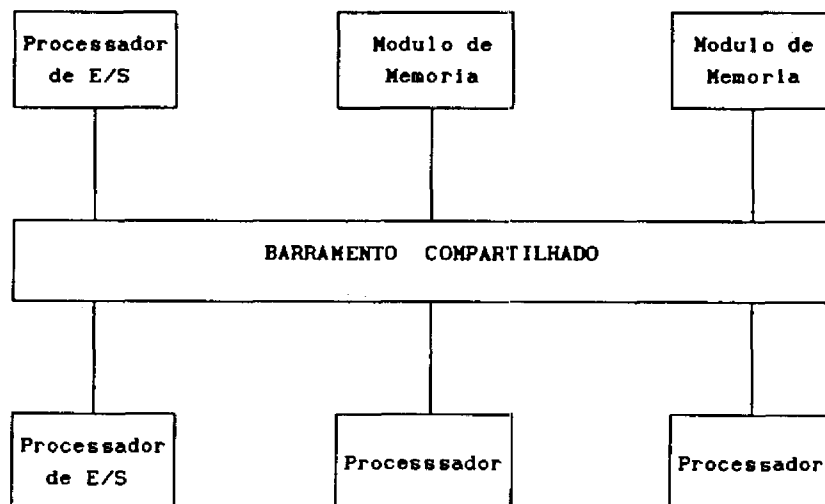 Processador
de E/S
Modulo de
Memoria
Modulo de
Memoria
BARRAMENTO COMPARTILHADO
Processador
de E/S
Processsador
Processador